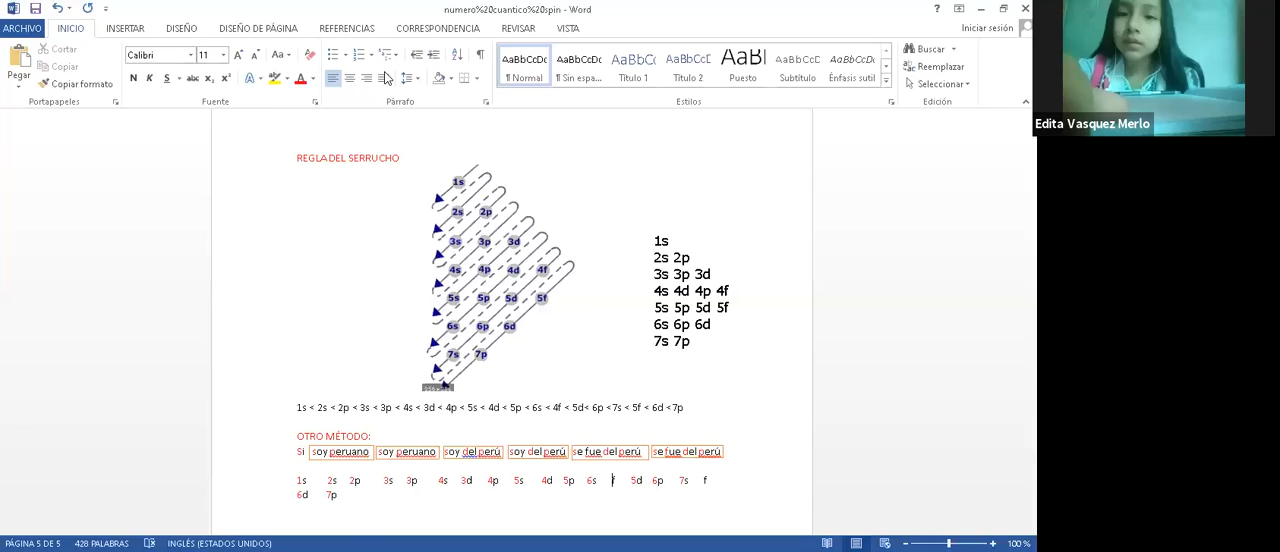 numero%20cuantico%20spin - Word
ARCHIVO INICIO INSERTAR DISEÑO DISEÑO DE PÁGINA REFERENCIAS CORRESPONDENCIA REVISAR VISTA Iniciar sesión
Pegar
Cortar
Copiar
Copiar formato
Portapapeles
Calibri 11
N K S abc x₂ x²
Fuente
Párrafo
AaBbCcDc AaBbCcDc AaBbCc AaBbCc AaBl AaBbCcD AaBbCcDc
¶ Normal ¶ Sin espa... Título 1 Título 2 Puesto Subtítulo Énfasis sutil
Estilos
Buscar
Reemplazar
Seleccionar
Edición
Edita Vasquez Merlo
REGLA DEL SERRUCHO
1s
2s 2p
3s 3p 3d
4s 4p 4d 4f
5s 5p 5d 5f
6s 6p 6d
7s 7p
1s
2s 2p
3s 3p 3d
4s 4d 4p 4f
5s 5p 5d 5f
6s 6p 6d
7s 7p
1s < 2s < 2p < 3s < 3p < 4s < 3d < 4p < 5s < 4d < 5p < 6s < 4f < 5d< 6p <7s < 5f < 6d <7p
OTRO MÉTODO:
Si soy peruano soy peruano soy del perú soy del perú se fue del perú se fue del perú
1s 2s 2p 3s 3p 4s 3d 4p 5s 4d 5p 6s f 5d 6p 7s f
6d 7p
PÁGINA 5 DE 5 428 PALABRAS INGLÉS (ESTADOS UNIDOS) 100 %